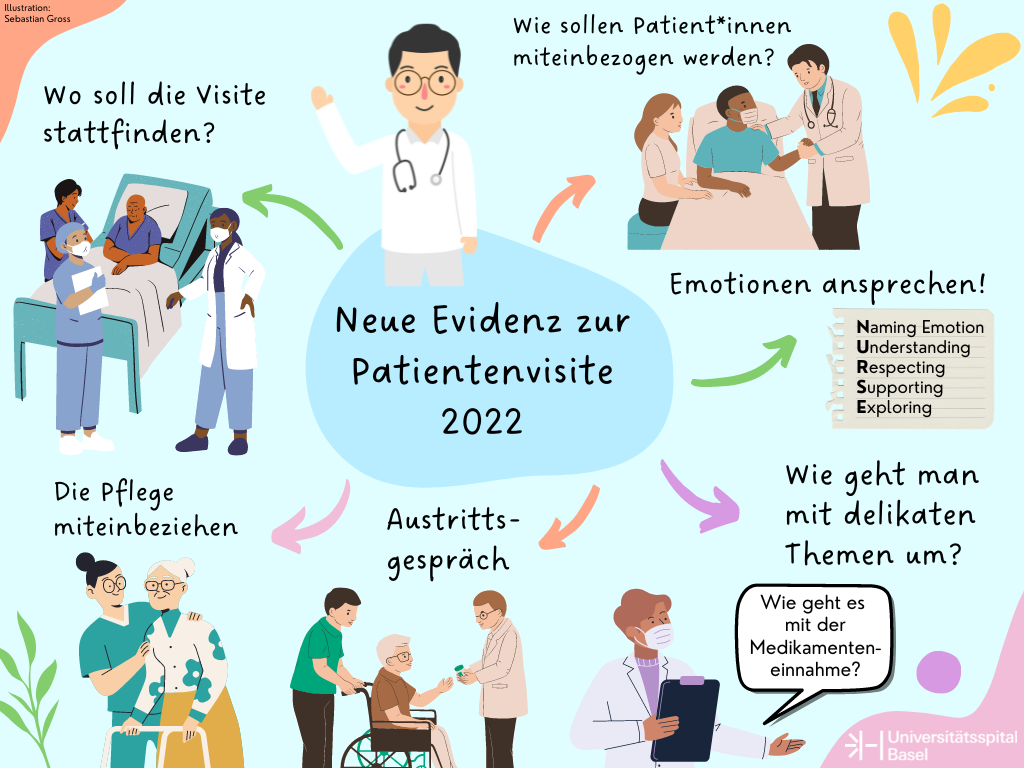 Illustration:
Sebastian Gross
Wie sollen Patient*innen
miteinbezogen werden?
Wo soll die Visite
stattfinden?
Neue Evidenz zur
Patientenvisite
2022
Emotionen ansprechen!
Naming Emotion
Understanding
Respecting
Supporting
Exploring
Die Pflege
miteinbeziehen
Austritts-
gespräch
Wie geht man
mit delikaten
Themen um?
Wie geht es
mit der
Medikamenten-
einnahme?
Universitätsspital
Basel